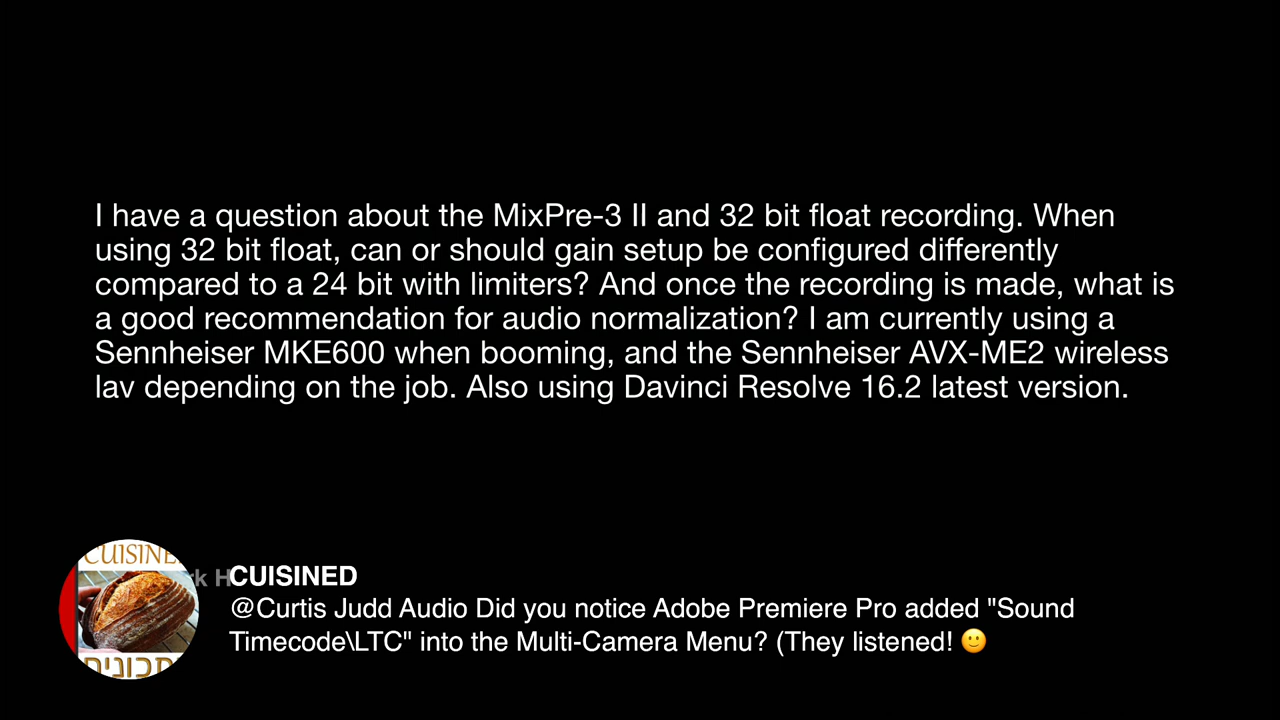 I have a question about the MixPre-3 II and 32 bit float recording. When
using 32 bit float, can or should gain setup be configured differently
compared to a 24 bit with limiters? And once the recording is made, what is
a good recommendation for audio normalization? I am currently using a
Sennheiser MKE600 when booming, and the Sennheiser AVX-ME2 wireless
lav depending on the job. Also using Davinci Resolve 16.2 latest version.
CUISINED
@Curtis Judd Audio Did you notice Adobe Premiere Pro added "Sound
Timecode\LTC" into the Multi-Camera Menu? (They listened! 🙂